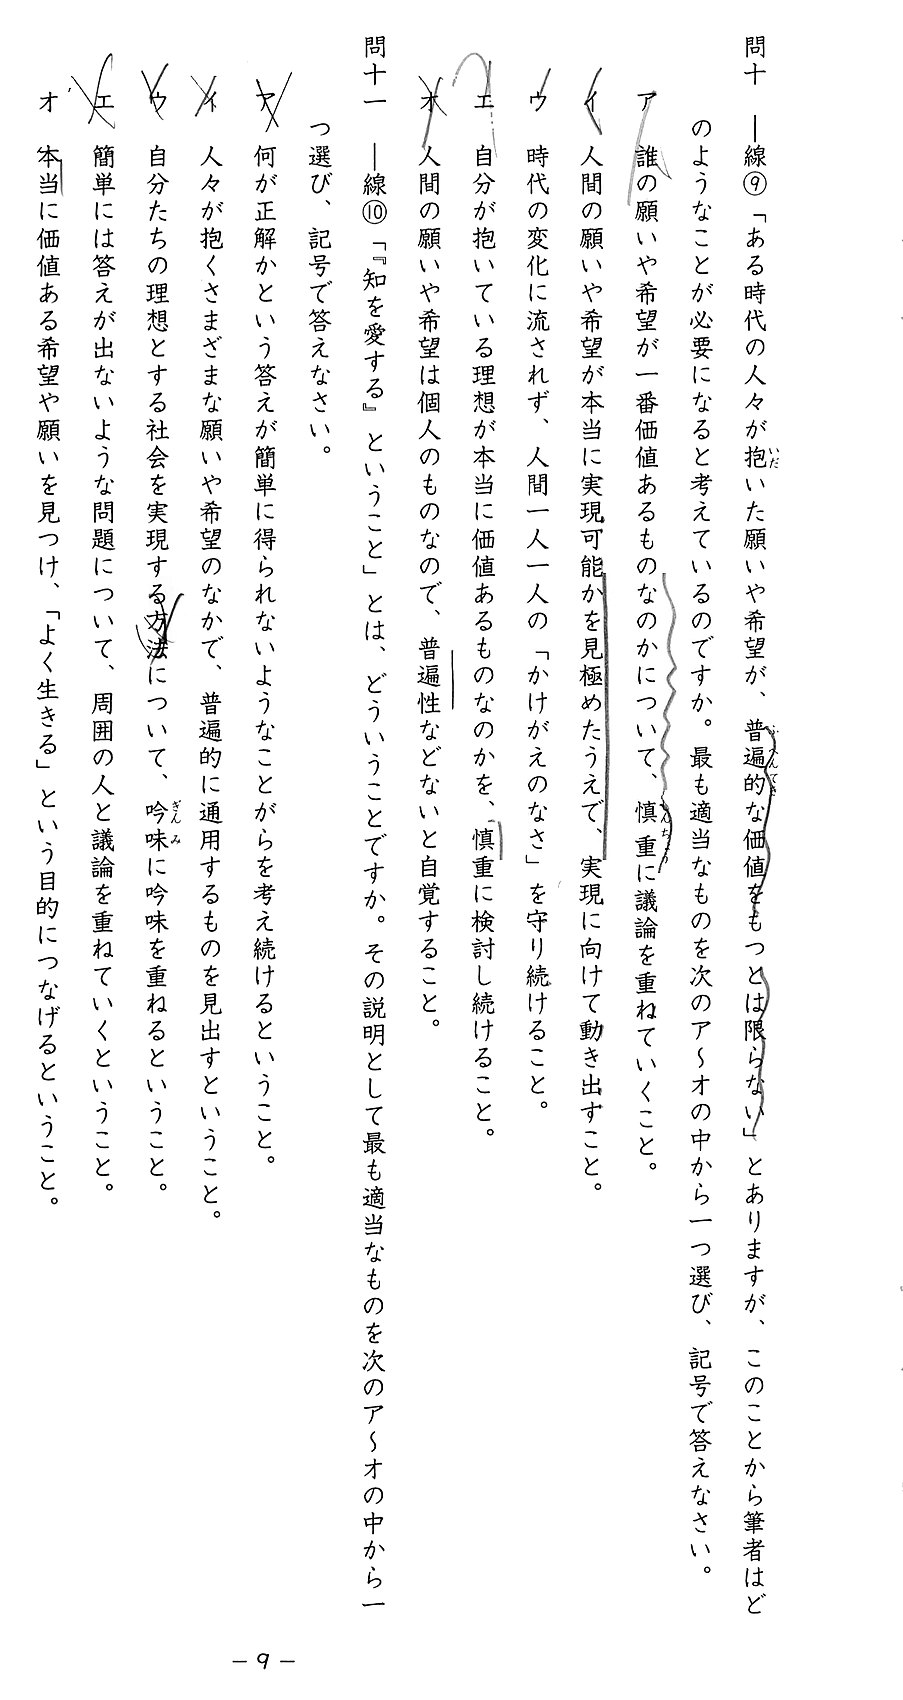 問十　―線⑨「ある時代の人々が抱いた願いや希望が、普遍的な価値をもつとは限らない」とありますが、このことから筆者はど
のようなことが必要になると考えているのですか。最も適当なものを次のア～オの中から一つ選び、記号で答えなさい。
ア　誰の願いや希望が一番価値あるものなのかについて、慎重に議論を重ねていくこと。
イ　人間の願いや希望が本当に実現可能かを見極めたうえで、実現に向けて動き出すこと。
ウ　時代の変化に流されず、人間一人一人の「かけがえのなさ」を守り続けること。
エ　自分が抱いている理想が本当に価値あるものなのかを、慎重に検討し続けること。
オ　人間の願いや希望は個人のものなので、普遍性などないと自覚すること。
問十一　―線⑩「『知を愛する』ということ」とは、どういうことですか。その説明として最も適当なものを次のア～オの中から一
つ選び、記号で答えなさい。
ア　何が正解かという答えが簡単に得られないようなことがらを考え続けるということ。
イ　人々が抱くさまざまな願いや希望のなかで、普遍的に通用するものを見出すということ。
ウ　自分たちの理想とする社会を実現する方法について、吟味に吟味を重ねるということ。
エ　簡単には答えが出ないような問題について、周囲の人と議論を重ねていくということ。
オ　本当に価値ある希望や願いを見つけ、「よく生きる」という目的につなげるということ。
－9－